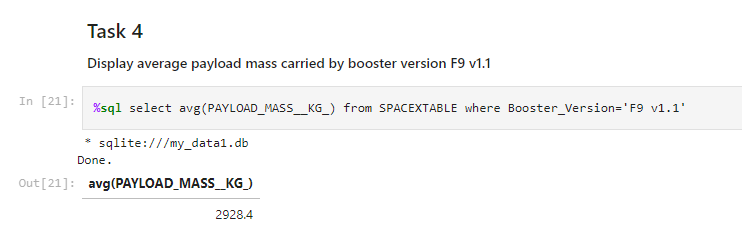 Task 4
Display average payload mass carried by booster version F9 v1.1
In [21]: %sql select avg(PAYLOAD_MASS__KG_) from SPACEXTABLE where Booster_Version='F9 v1.1'
* sqlite:///my_data1.db
Done.
Out[21]: avg(PAYLOAD_MASS__KG_)
2928.4